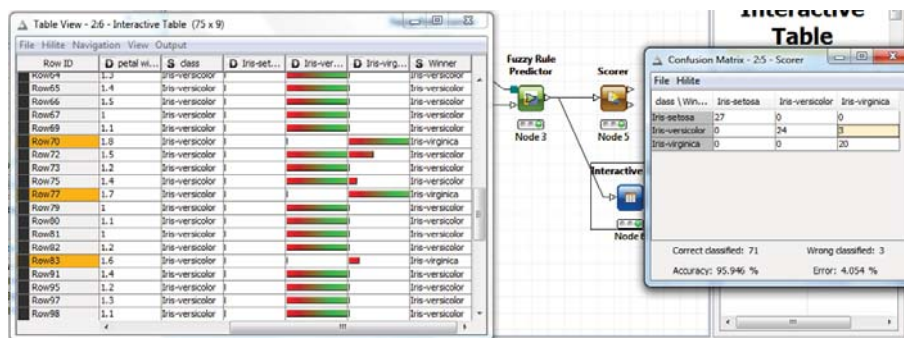 Table View - 2:6 - Interactive Table (75 x 9)
File Hilite Navigation View Output
Row ID D petal wi... S class D Iris-set... D Iris-ver... D Iris-virg... S Winner
Row64 1.3 Iris-versicolor Iris-versicolor
Row65 1.4 Iris-versicolor Iris-versicolor
Row66 1.5 Iris-versicolor Iris-versicolor
Row67 1 Iris-versicolor Iris-versicolor
Row69 1.1 Iris-versicolor Iris-versicolor
Row70 1.8 Iris-versicolor Iris-virginica
Row72 1.5 Iris-versicolor Iris-versicolor
Row73 1.2 Iris-versicolor Iris-versicolor
Row75 1.4 Iris-versicolor Iris-versicolor
Row77 1.7 Iris-versicolor Iris-virginica
Row79 1 Iris-versicolor Iris-versicolor
Row80 1.1 Iris-versicolor Iris-versicolor
Row81 1 Iris-versicolor Iris-versicolor
Row82 1.2 Iris-versicolor Iris-versicolor
Row83 1.6 Iris-versicolor Iris-virginica
Row91 1.4 Iris-versicolor Iris-versicolor
Row95 1.2 Iris-versicolor Iris-versicolor
Row97 1.3 Iris-versicolor Iris-versicolor
Row98 1.1 Iris-versicolor Iris-versicolor
Fuzzy Rule
Predictor
Node 3
Scorer
Node 5
Interactive
Node 6
Interactive
Table
Confusion Matrix - 2:5 - Scorer
File Hilite
class \ Win... Iris-setosa Iris-versicolor Iris-virginica
Iris-setosa 27 0 0
Iris-versicolor 0 24 3
Iris-virginica 0 0 20
Correct classified: 71 Wrong classified: 3
Accuracy: 95.946 % Error: 4.054 %